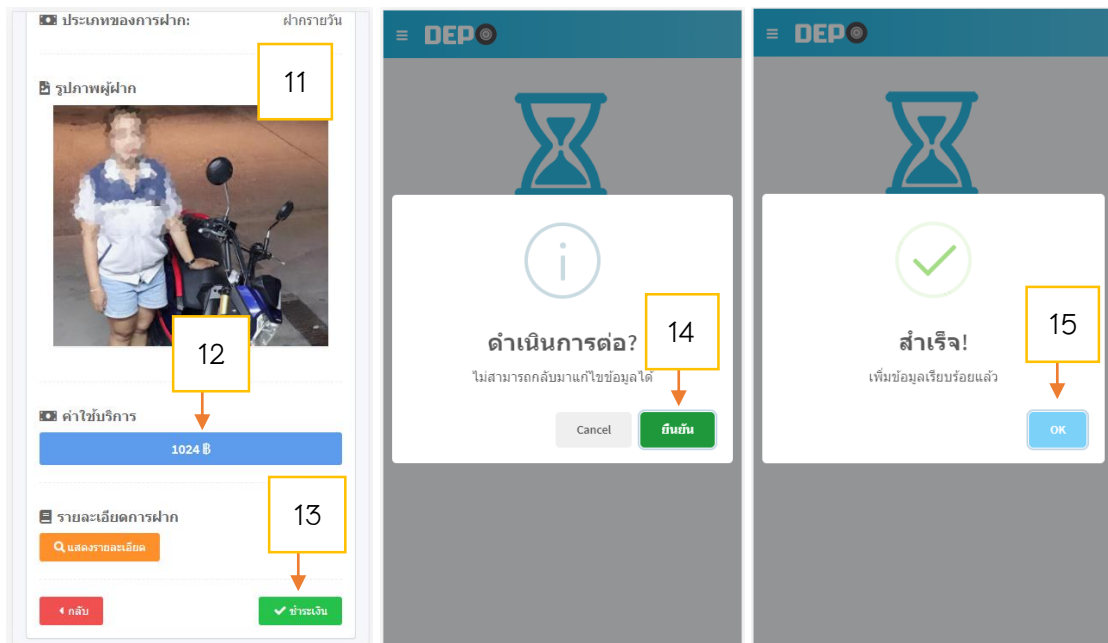 ประเภทของการฝาก: ฝากรายวัน
11
รูปภาพผู้ฝาก
12
ค่าใช้บริการ
1024 ฿
รายละเอียดการฝาก
13
แสดงรายละเอียด
กลับ
ชำระเงิน
≡ DEPO
ดำเนินการต่อ?
14
ไม่สามารถกลับมาแก้ไขข้อมูลได้
Cancel ยืนยัน
≡ DEPO
สำเร็จ!
15
เพิ่มข้อมูลเรียบร้อยแล้ว
OK